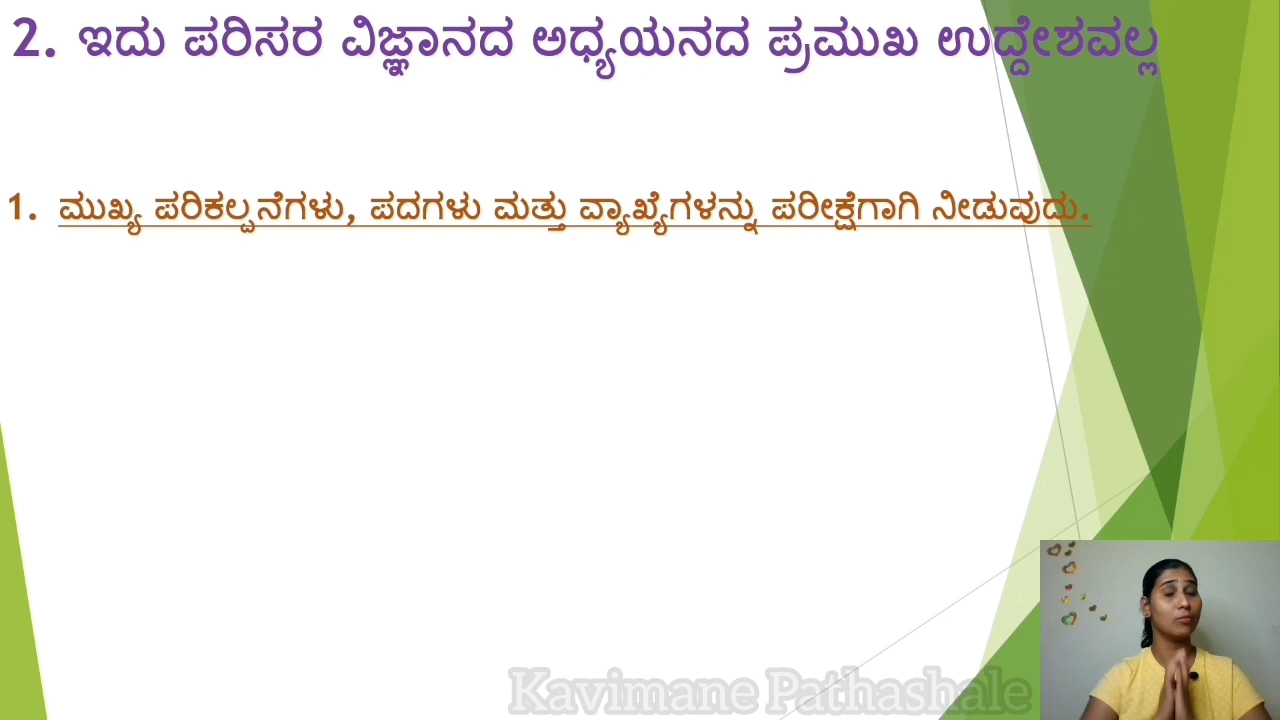 2. ಇದು ಪರಿಸರ ವಿಜ್ಞಾನದ ಅಧ್ಯಯನದ ಪ್ರಮುಖ ಉದ್ದೇಶವಲ್ಲ
1. ಮುಖ್ಯ ಪರಿಕಲ್ಪನೆಗಳು, ಪದಗಳು ಮತ್ತು ವ್ಯಾಖ್ಯೆಗಳನ್ನು ಪರೀಕ್ಷೆಗಾಗಿ ನೀಡುವುದು.
Kavimane Pathashale